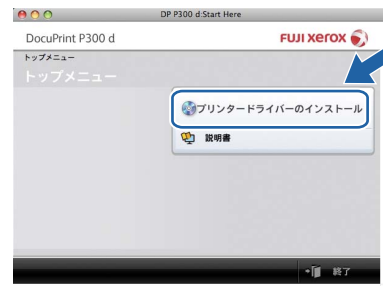 DP P300 d:Start Here
DocuPrint P300 d
FUJI xerox
トップメニュー
トップメニュー
プリンタードライバーのインストール
説明書
終了